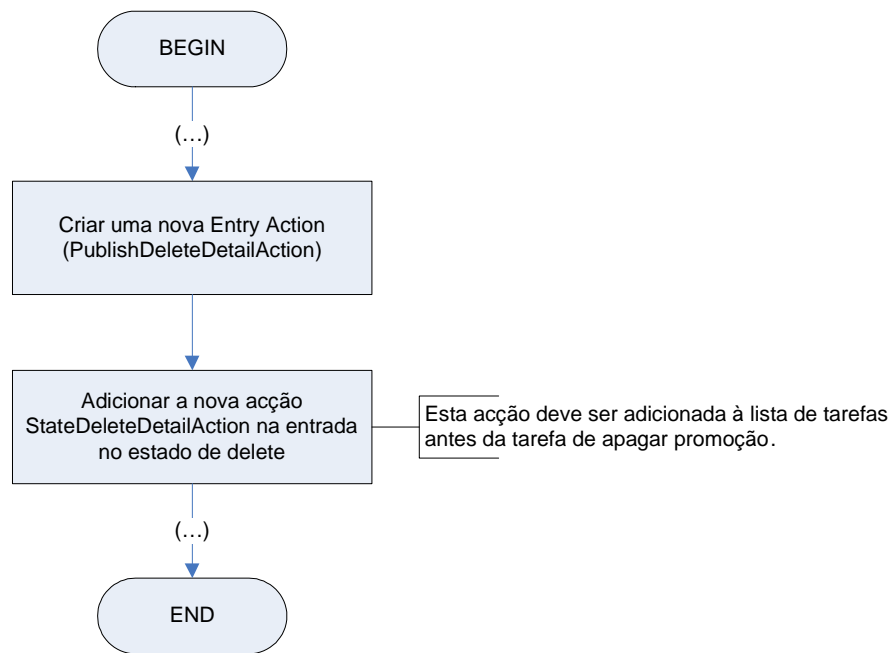 BEGIN
(...)
Criar uma nova Entry Action
(PublishDeleteDetailAction)
Adicionar a nova acção
StateDeleteDetailAction na entrada
no estado de delete
Esta acção deve ser adicionada à lista de tarefas
antes da tarefa de apagar promoção.
(...)
END